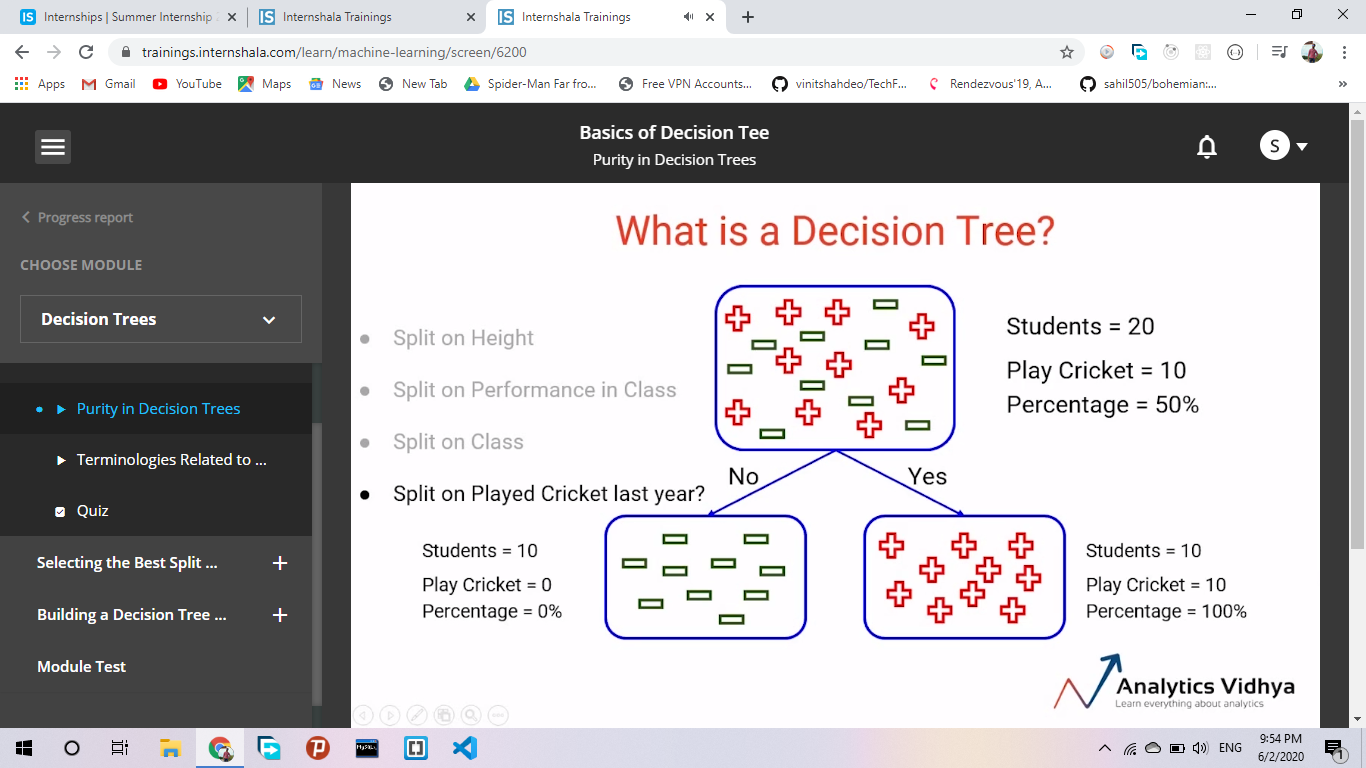 Internships | Summer Internship
Internshala Trainings
Internshala Trainings
trainings.internshala.com/learn/machine-learning/screen/6200
Apps
Gmail
YouTube
Maps
News
New Tab
Spider-Man Far fro...
Free VPN Accounts...
vinitshahdeo/TechF...
Rendezvous'19, A...
sahil505/bohemian:...
»
Basics of Decision Tee
Purity in Decision Trees
S
Progress report
CHOOSE MODULE
Decision Trees
Purity in Decision Trees
Terminologies Related to ...
Quiz
Selecting the Best Split ...
Building a Decision Tree ...
Module Test
What is a Decision Tree?
Split on Height
Split on Performance in Class
Split on Class
Split on Played Cricket last year?
Students = 20
Play Cricket = 10
Percentage = 50%
No
Yes
Students = 10
Play Cricket = 0
Percentage = 0%
Students = 10
Play Cricket = 10
Percentage = 100%
Analytics Vidhya
Learn everything about analytics
MySQL
ENG
9:54 PM
6/2/2020
1